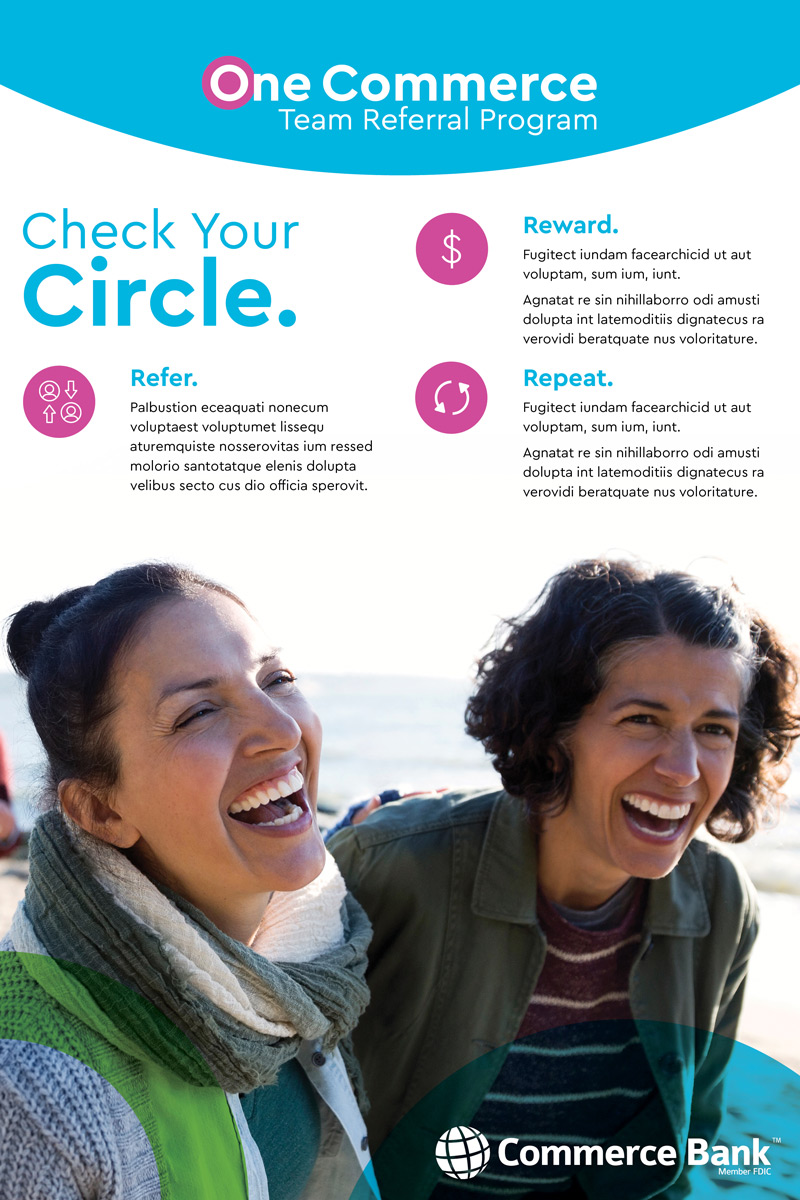 One Commerce
Team Referral Program
Check Your
Circle.
Refer.
Palbustion eceaquati nonecum
voluptaest voluptumet lissequ
aturemquiste nosserovitas ium ressed
molorio santotatque elenis dolupta
velibus secto cus dio officia sperovit.
$
Reward.
Fugitect iundam facearchicid ut aut
voluptam, sum ium, iunt.
Agnatat re sin nihillaborro odi amusti
dolupta int latemoditiis dignatecus ra
verovidi beratquate nus voloritature.
Repeat.
Fugitect iundam facearchicid ut aut
voluptam, sum ium, iunt.
Agnatat re sin nihillaborro odi amusti
dolupta int latemoditiis dignatecus ra
verovidi beratquate nus voloritature.
Commerce Bank™
Member FDIC